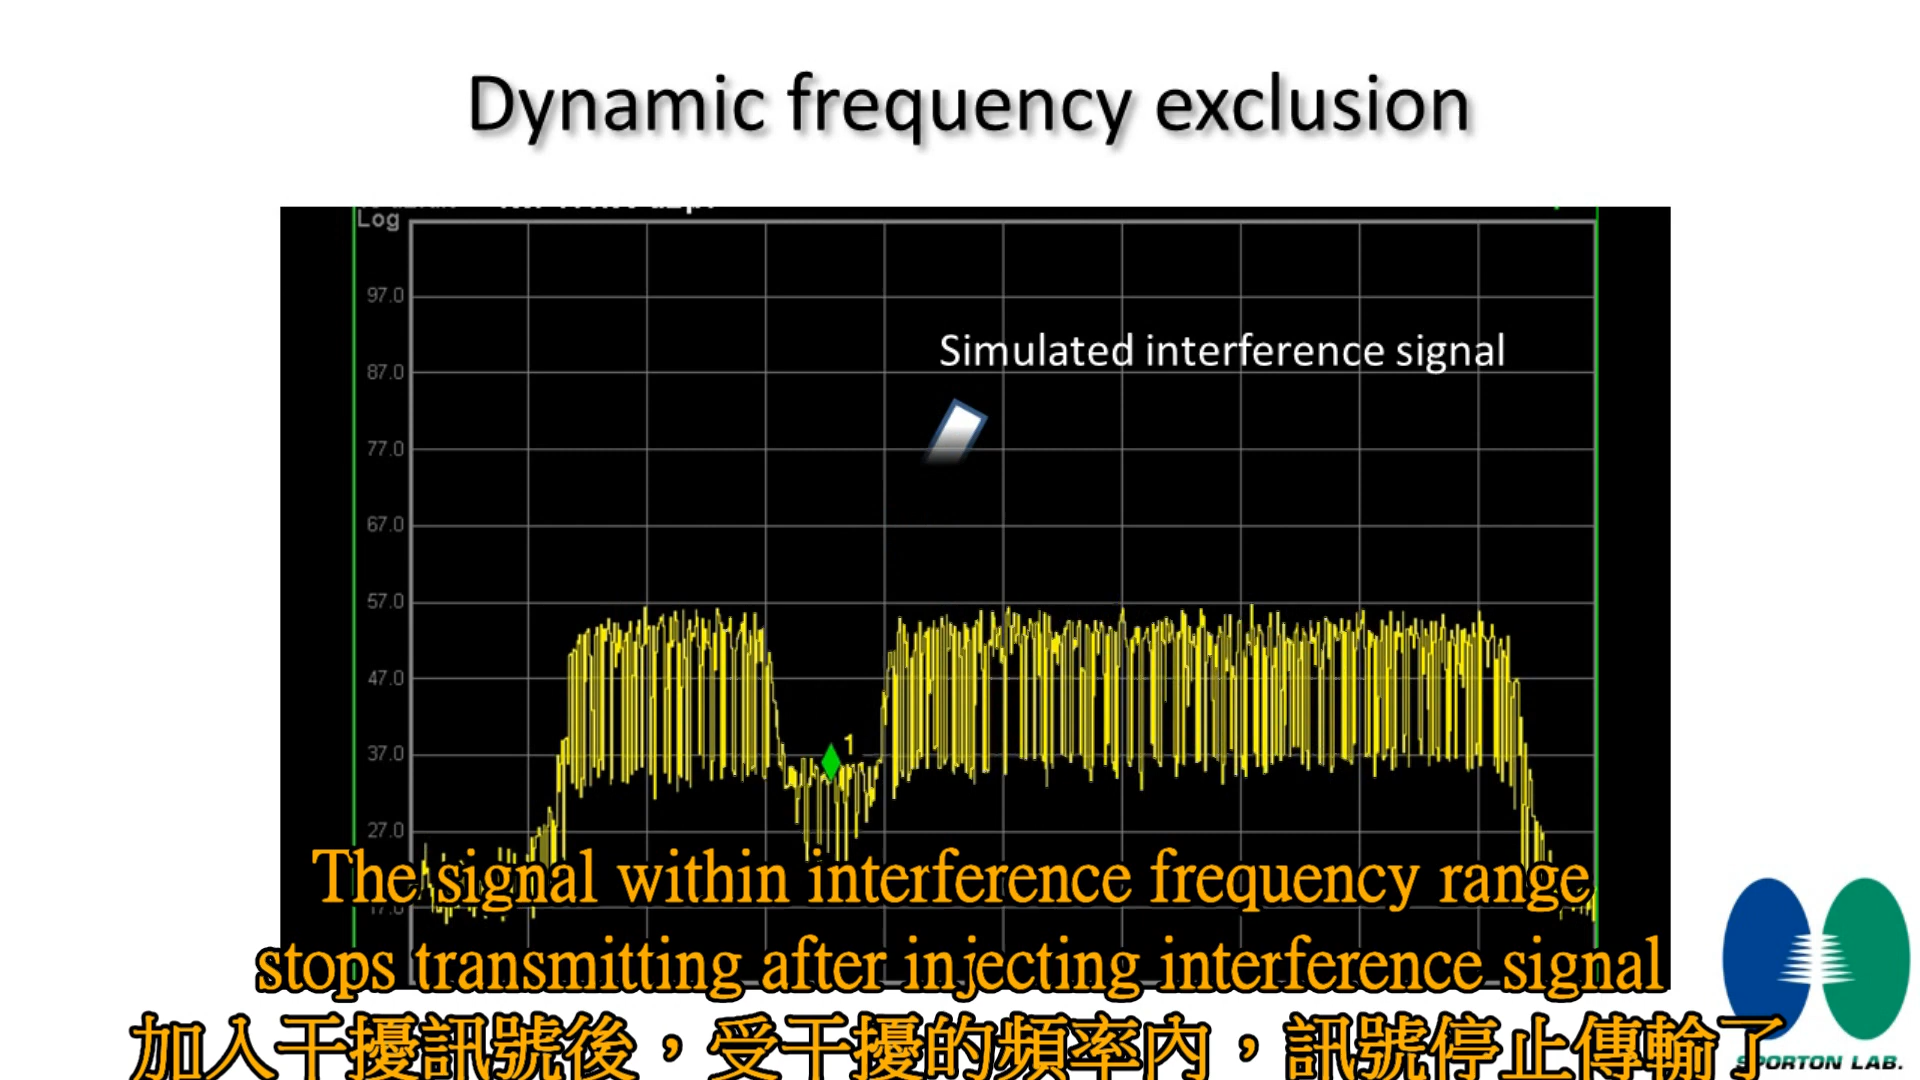 Dynamic frequency exclusion
Log
97.0
Simulated interference signal
87.0
77.0
67.0
57.0
47.0
1
37.0
27.0
17.0
The signal within interference frequency range
stops transmitting after injecting interference signal
加入干擾訊號後，受干擾的頻率內，訊號停止傳輸了
SPORTON LAB.